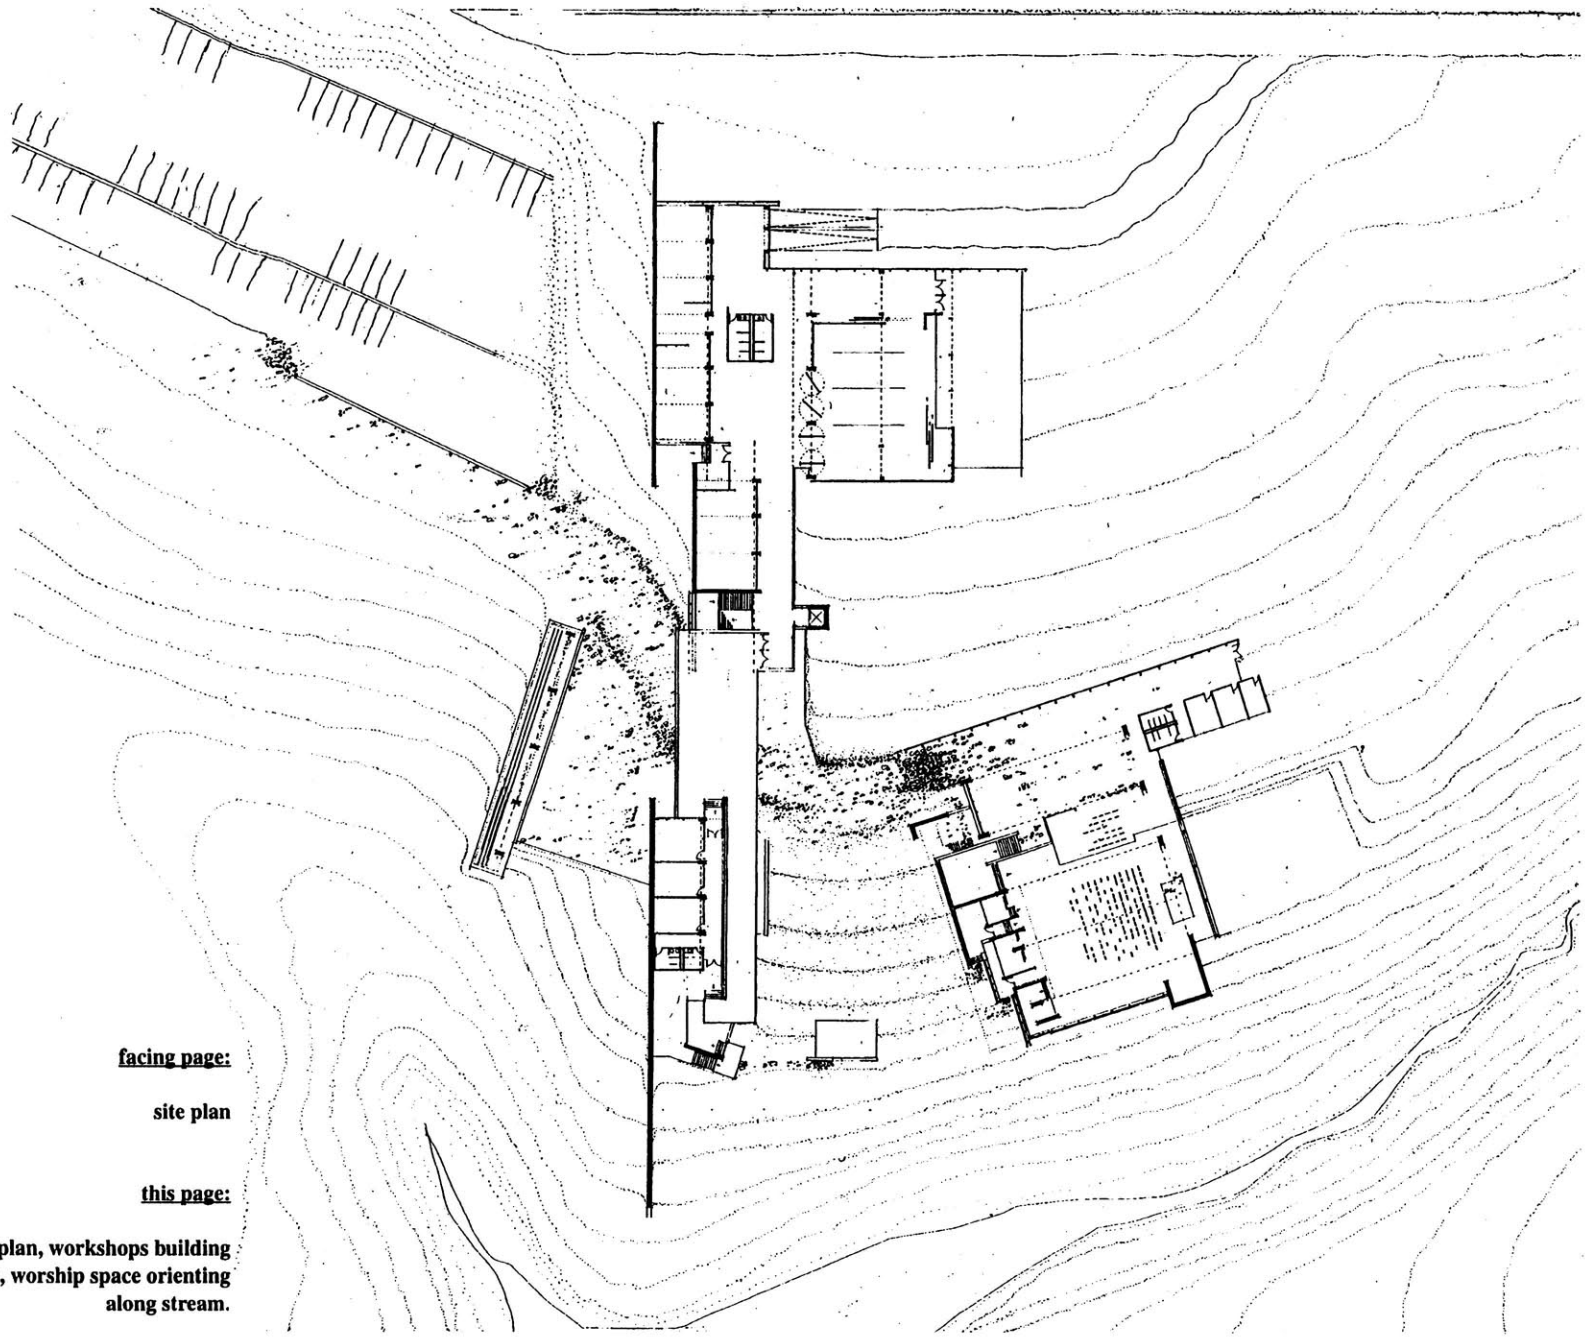 facing page:
site plan
this page:
plan, workshops building
, worship space orienting
along stream.